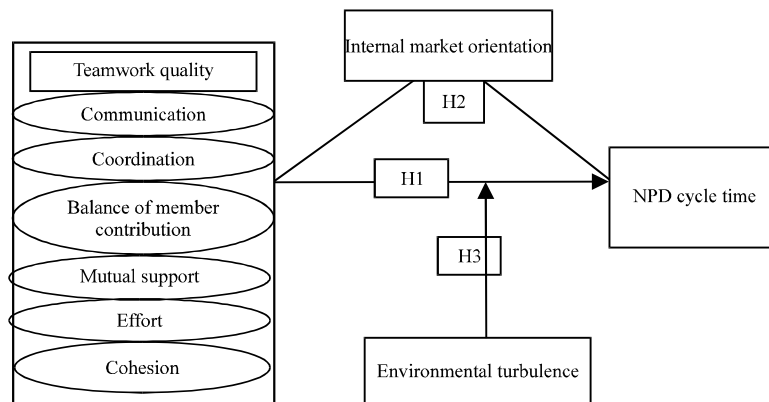 Teamwork quality
Communication
Coordination
Balance of member
contribution
Mutual support
Effort
Cohesion
Internal market orientation
H2
H1
H3
NPD cycle time
Environmental turbulence